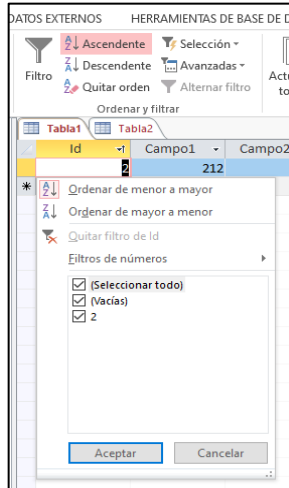 DATOS EXTERNOS HERRAMIENTAS DE BASE DE D
Filtro
Ascendente
Descendente
Quitar orden
Selección
Avanzadas
Alternar filtro
Actu
to
Ordenar y filtrar
Tabla1 Tabla2
Id Campo1 Campo2
2 212
Ordenar de menor a mayor
Ordenar de mayor a menor
Quitar filtro de Id
Filtros de números
(Seleccionar todo)
(Vacías)
2
Aceptar Cancelar